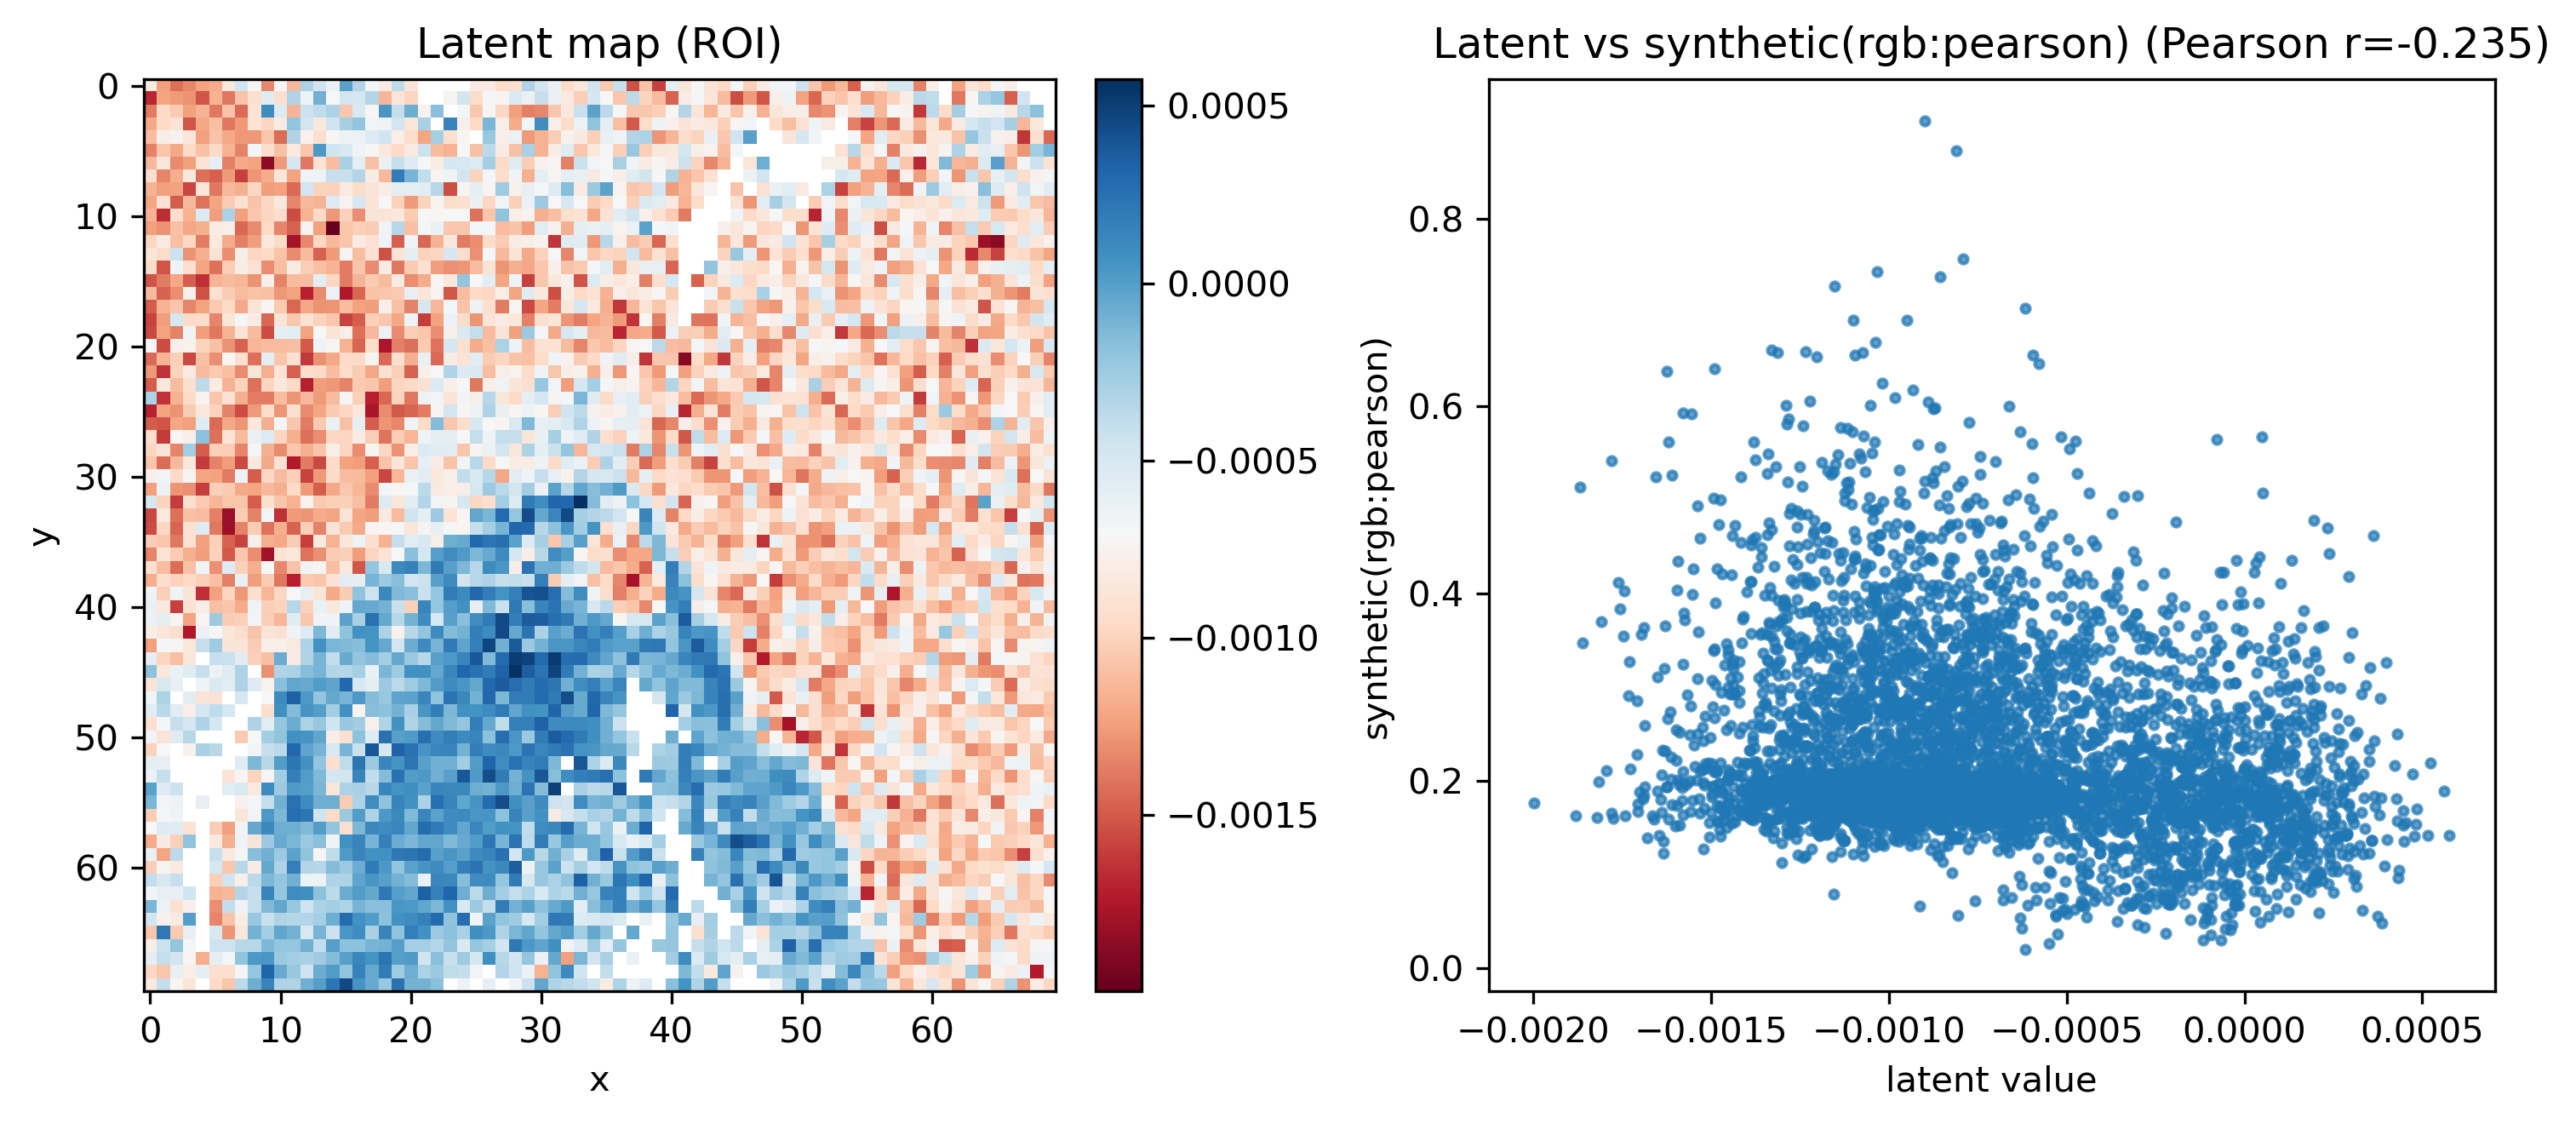 Latent map (ROI)
0
10
20
30
40
50
60
y
0 10 20 30 40 50 60
x
0.0005
0.0000
−0.0005
−0.0010
−0.0015
Latent vs synthetic(rgb:pearson) (Pearson r=-0.235)
0.8
0.6
0.4
0.2
0.0
synthetic(rgb:pearson)
−0.0020 −0.0015 −0.0010 −0.0005 0.0000 0.0005
latent value